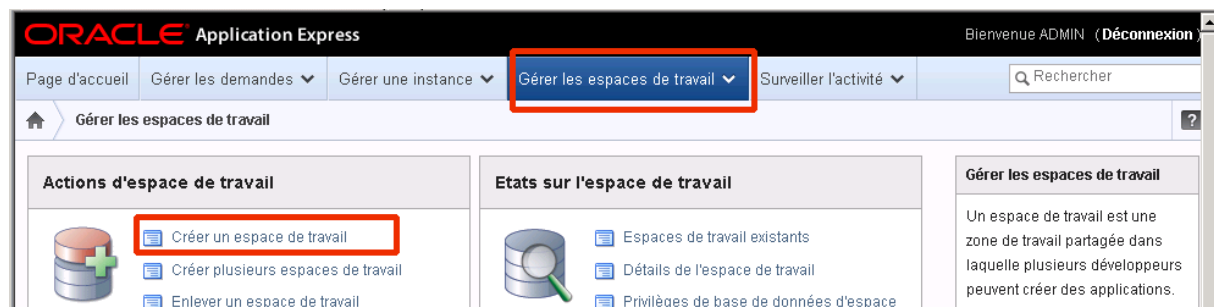 ORACLE Application Express
Bienvenue ADMIN (Déconnexion)
Page d'accueil Gérer les demandes Gérer une instance Gérer les espaces de travail Surveiller l'activité Rechercher
Gérer les espaces de travail ?
Actions d'espace de travail
Créer un espace de travail
Créer plusieurs espaces de travail
Enlever un espace de travail
Etats sur l'espace de travail
Espaces de travail existants
Détails de l'espace de travail
Privilèges de base de données d'espace
Gérer les espaces de travail
Un espace de travail est une
zone de travail partagée dans
laquelle plusieurs développeurs
peuvent créer des applications.